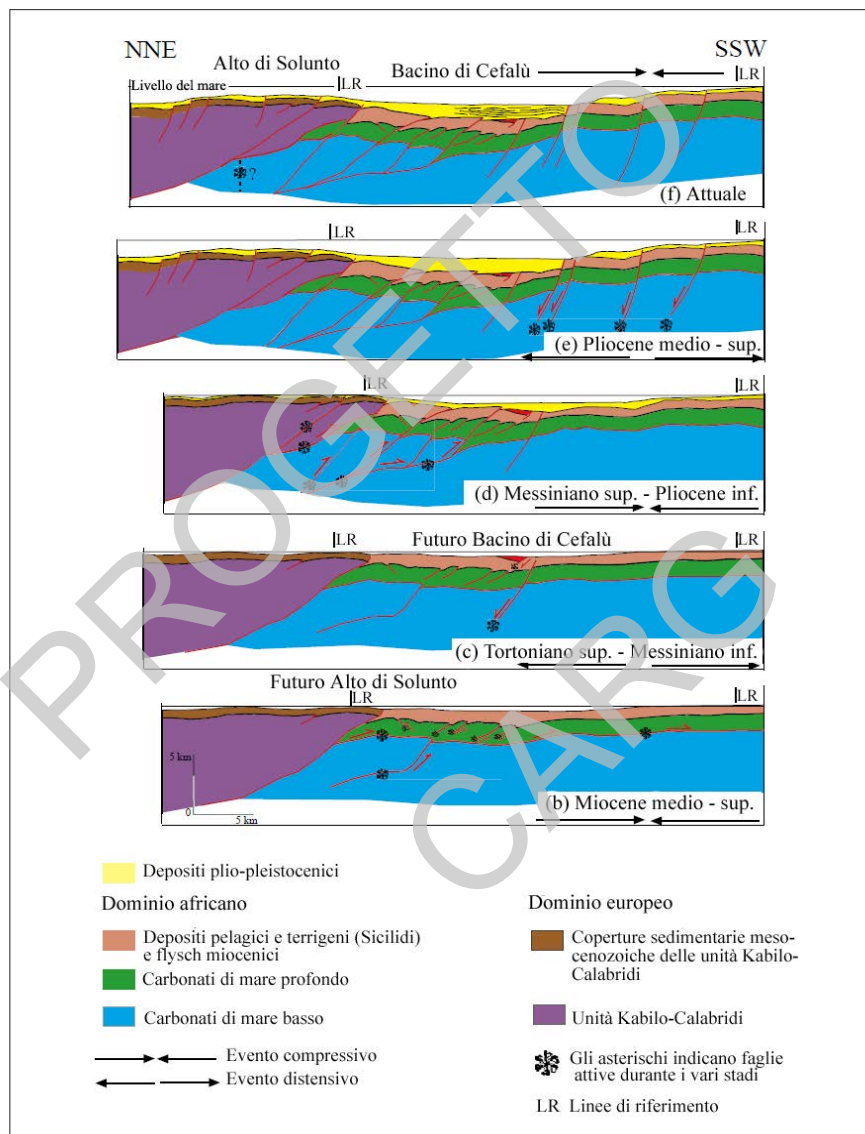 NNE
Alto di Solunto
SSW
LR
Bacino di Cefalù
LR
Livello del mare
?
(f) Attuale
LR
LR
(e) Pliocene medio - sup.
LR
LR
(d) Messiniano sup. - Pliocene inf.
LR
Futuro Bacino di Cefalù
LR
(c) Tortoniano sup. - Messiniano inf.
Futuro Alto di Solunto
LR
LR
5 km
0
5 km
(b) Miocene medio - sup.
Depositi plio-pleistocenici
Dominio africano
Depositi pelagici e terrigeni (Sicilidi)
e flysch miocenici
Carbonati di mare profondo
Carbonati di mare basso
Evento compressivo
Evento distensivo
Dominio europeo
Coperture sedimentarie meso-
cenozoiche delle unità Kabilo-
Calabridi
Unità Kabilo-Calabridi
Gli asterischi indicano faglie
attive durante i vari stadi
LR Linee di riferimento
PROGETTO
CARG